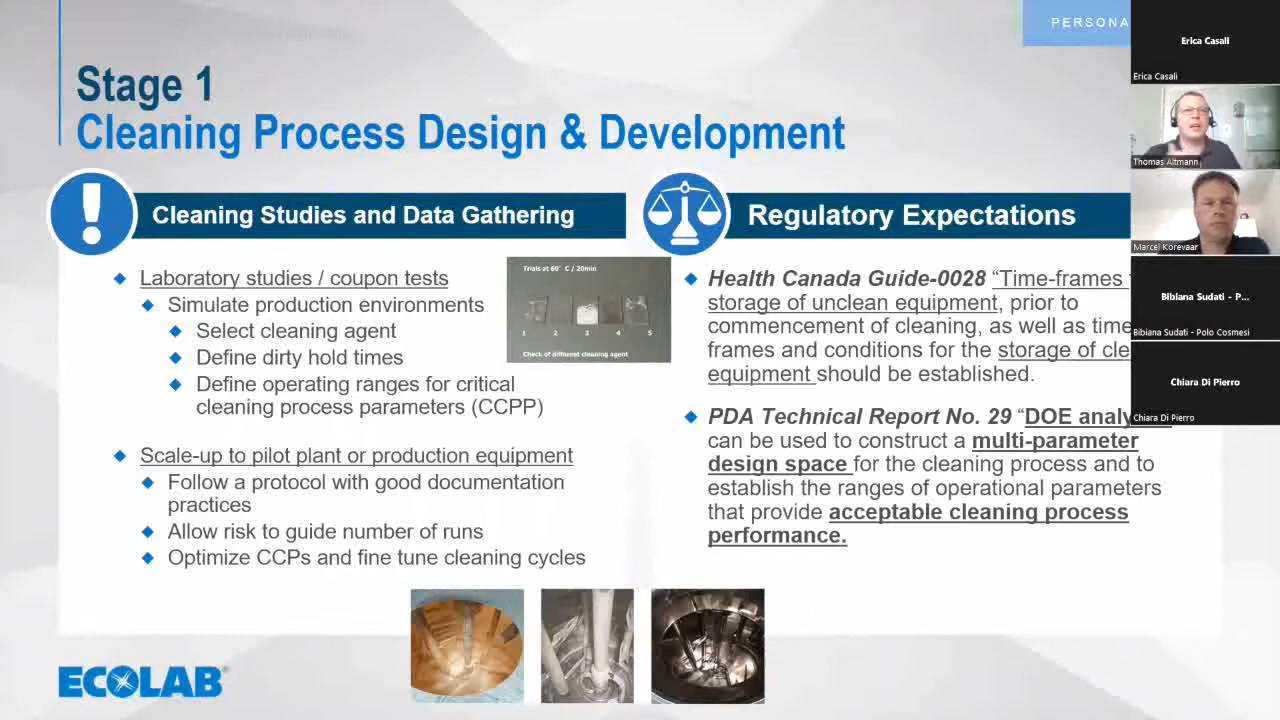 PERSONA
Stage 1
Cleaning Process Design & Development
Cleaning Studies and Data Gathering
Laboratory studies / coupon tests
Simulate production environments
Select cleaning agent
Define dirty hold times
Define operating ranges for critical
cleaning process parameters (CCPP)
Scale-up to pilot plant or production equipment
Follow a protocol with good documentation
practices
Allow risk to guide number of runs
Optimize CCPs and fine tune cleaning cycles
Trials at 60° C / 20min
1 2 3 4 5
Check of different cleaning agent
Regulatory Expectations
Health Canada Guide-0028 “Time-frames
storage of unclean equipment, prior to
commencement of cleaning, as well as time
frames and conditions for the storage of cle
equipment should be established.
PDA Technical Report No. 29 “DOE analy
can be used to construct a multi-parameter
design space for the cleaning process and to
establish the ranges of operational parameters
that provide acceptable cleaning process
performance.
ECOLAB®
Erica Casali
Erica Casali
Thomas Altmann
Marcel Korevaar
Bibiana Sudati - P...
Bibiana Sudati - Polo Cosmesi
Chiara Di Pierro
Chiara Di Pierro